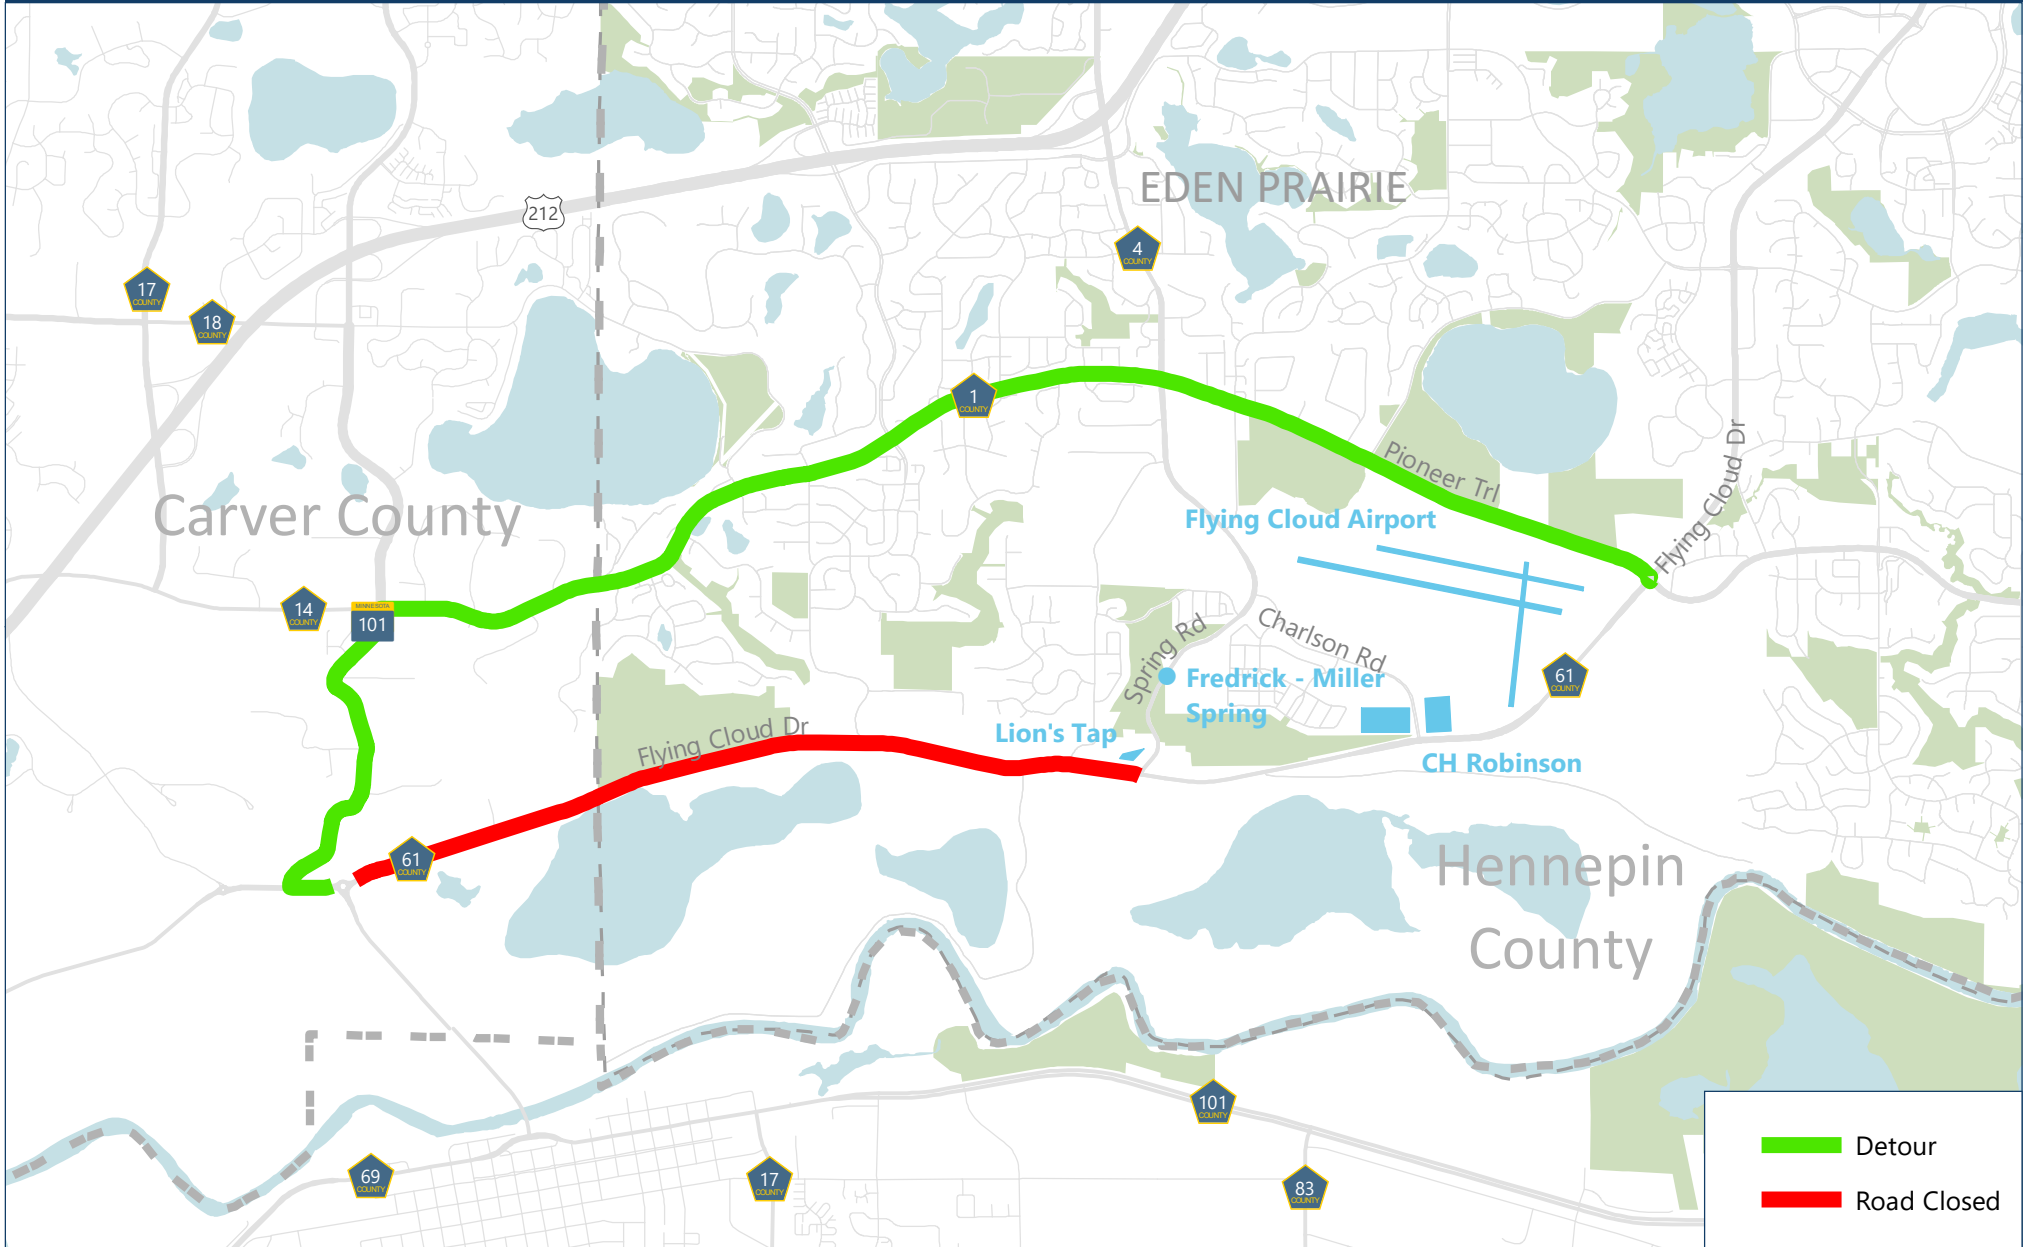 EDEN PRAIRIE
212
4
COUNTY
17
COUNTY
18
COUNTY
1
COUNTY
Pioneer Trl
Flying Cloud Dr
Carver County
Flying Cloud Airport
14
COUNTY
MINNESOTA
101
Spring Rd
Charlson Rd
Fredrick - Miller
Spring
61
COUNTY
Flying Cloud Dr
Lion's Tap
CH Robinson
61
COUNTY
Hennepin
County
101
COUNTY
69
COUNTY
17
COUNTY
83
COUNTY
Detour
Road Closed